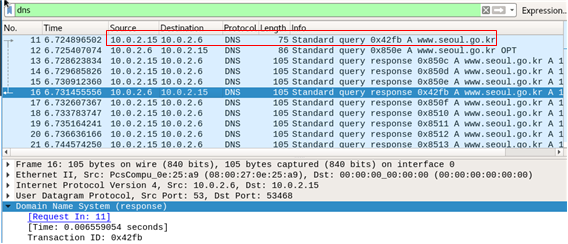 dns
Expression...
No. Time Source Destination Protocol Length Info
11 6.724896502 10.0.2.15 10.0.2.6 DNS 75 Standard query 0x42fb A www.seoul.go.kr
12 6.725407074 10.0.2.6 10.0.2.15 DNS 86 Standard query 0x850e A www.seoul.go.kr OPT
13 6.728623834 10.0.2.15 10.0.2.6 DNS 105 Standard query response 0x850c A www.seoul.go.kr A 1
14 6.729685826 10.0.2.15 10.0.2.6 DNS 105 Standard query response 0x850d A www.seoul.go.kr A 1
15 6.730912360 10.0.2.15 10.0.2.6 DNS 105 Standard query response 0x850e A www.seoul.go.kr A 1
16 6.731455556 10.0.2.6 10.0.2.15 DNS 105 Standard query response 0x42fb A www.seoul.go.kr A 1
17 6.732607367 10.0.2.15 10.0.2.6 DNS 105 Standard query response 0x850f A www.seoul.go.kr A 1
18 6.733783747 10.0.2.15 10.0.2.6 DNS 105 Standard query response 0x8510 A www.seoul.go.kr A 1
19 6.735164241 10.0.2.15 10.0.2.6 DNS 105 Standard query response 0x8511 A www.seoul.go.kr A 1
20 6.736636166 10.0.2.15 10.0.2.6 DNS 105 Standard query response 0x8512 A www.seoul.go.kr A 1
21 6.744574250 10.0.2.15 10.0.2.6 DNS 105 Standard query response 0x8513 A www.seoul.go.kr A 1
Frame 16: 105 bytes on wire (840 bits), 105 bytes captured (840 bits) on interface 0
Ethernet II, Src: PcsCompu_0e:25:a9 (08:00:27:0e:25:a9), Dst: 00:00:00_00:00:00 (00:00:00:00:00:00)
Internet Protocol Version 4, Src: 10.0.2.6, Dst: 10.0.2.15
User Datagram Protocol, Src Port: 53, Dst Port: 53468
Domain Name System (response)
[Request In: 11]
[Time: 0.006559054 seconds]
Transaction ID: 0x42fb